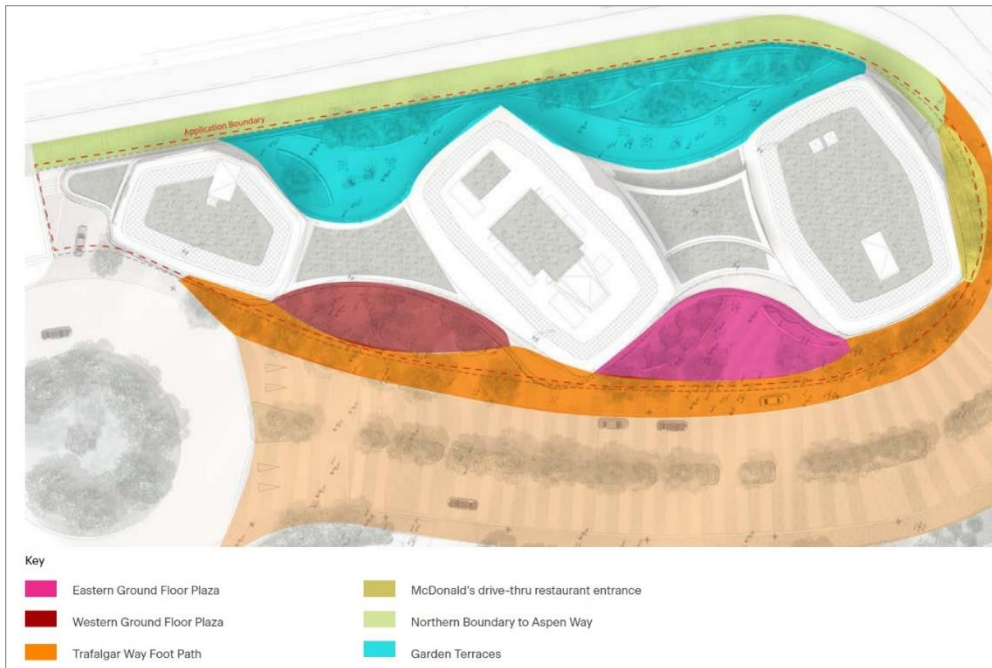 Application Boundary
Key
Eastern Ground Floor Plaza
McDonald's drive-thru restaurant entrance
Western Ground Floor Plaza
Northern Boundary to Aspen Way
Trafalgar Way Foot Path
Garden Terraces